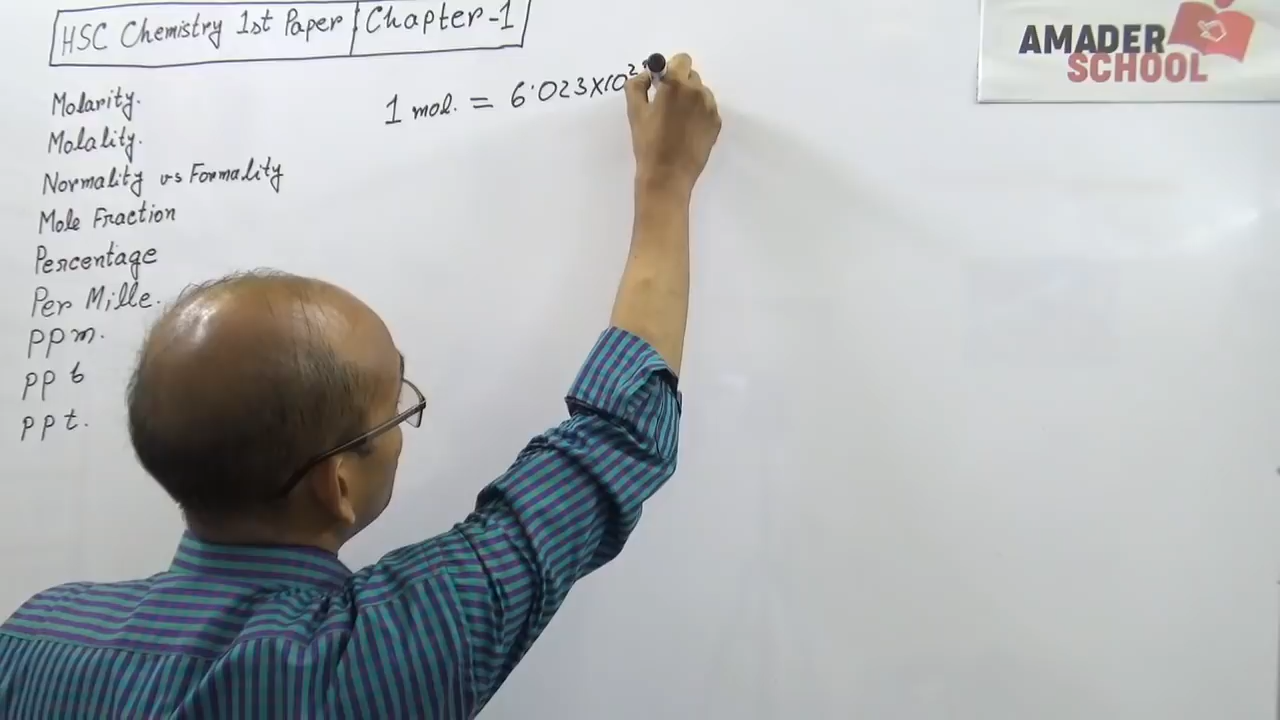 HSC Chemistry 1st Paper | Chapter-1
AMADER
SCHOOL
Molarity.
1 mol. = 6.023×10²
Molality.
Normality vs Formality
Mole Fraction
Percentage
Per Mille.
ppm.
ppb
ppt.